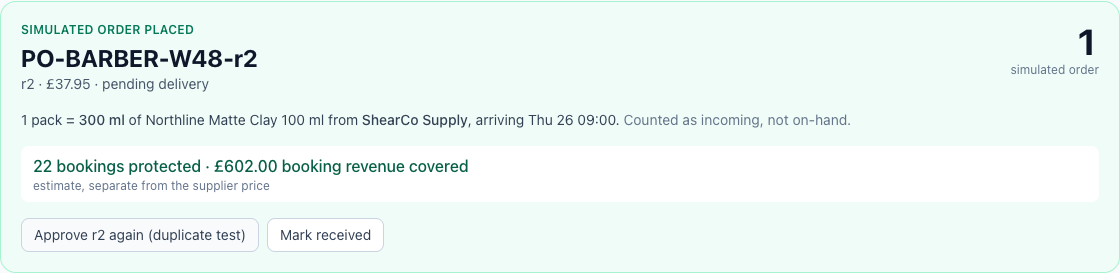 SIMULATED ORDER PLACED
PO-BARBER-W48-r2
r2 · £37.95 · pending delivery
1
simulated order
1 pack = 300 ml of Northline Matte Clay 100 ml from ShearCo Supply, arriving Thu 26 09:00. Counted as incoming, not on-hand.
22 bookings protected · £602.00 booking revenue covered
estimate, separate from the supplier price
Approve r2 again (duplicate test)
Mark received